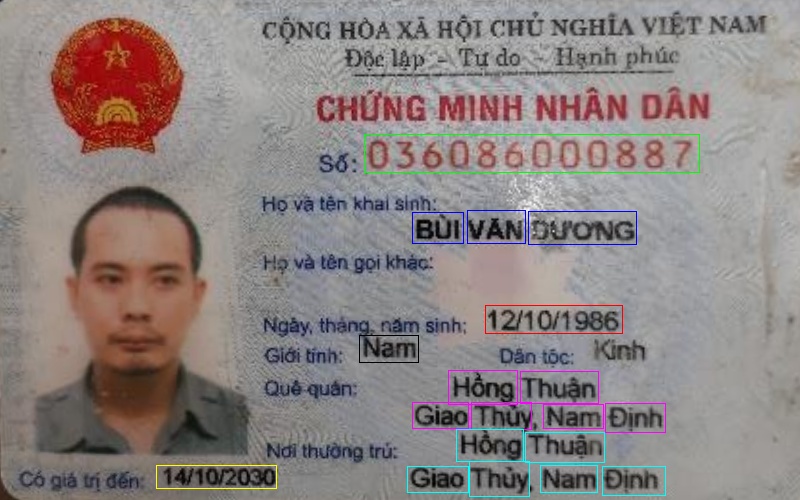 CỘNG HÒA XÃ HỘI CHỦ NGHĨA VIỆT NAM
Độc lập - Tự do - Hạnh phúc
CHỨNG MINH NHÂN DÂN
Số: 036086000887
Họ và tên khai sinh:
BÙI VĂN DƯƠNG
Họ và tên gọi khác:
Ngày, tháng, năm sinh: 12/10/1986
Giới tính: Nam Dân tộc: Kinh
Quê quán: Hồng Thuận
Giao Thủy, Nam Định
Nơi thường trú: Hồng Thuận
Có giá trị đến: 14/10/2030 Giao Thủy, Nam Định